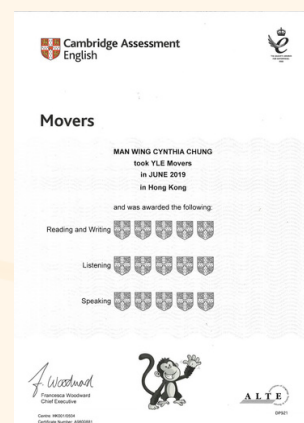 Cambridge Assessment
English
Movers
MAN WING CYNTHIA CHUNG
took YLE Movers
in JUNE 2019
in Hong Kong
and was awarded the following:
Reading and Writing
Listening
Speaking
Francesca Woodward
Chief Executive
ALTE